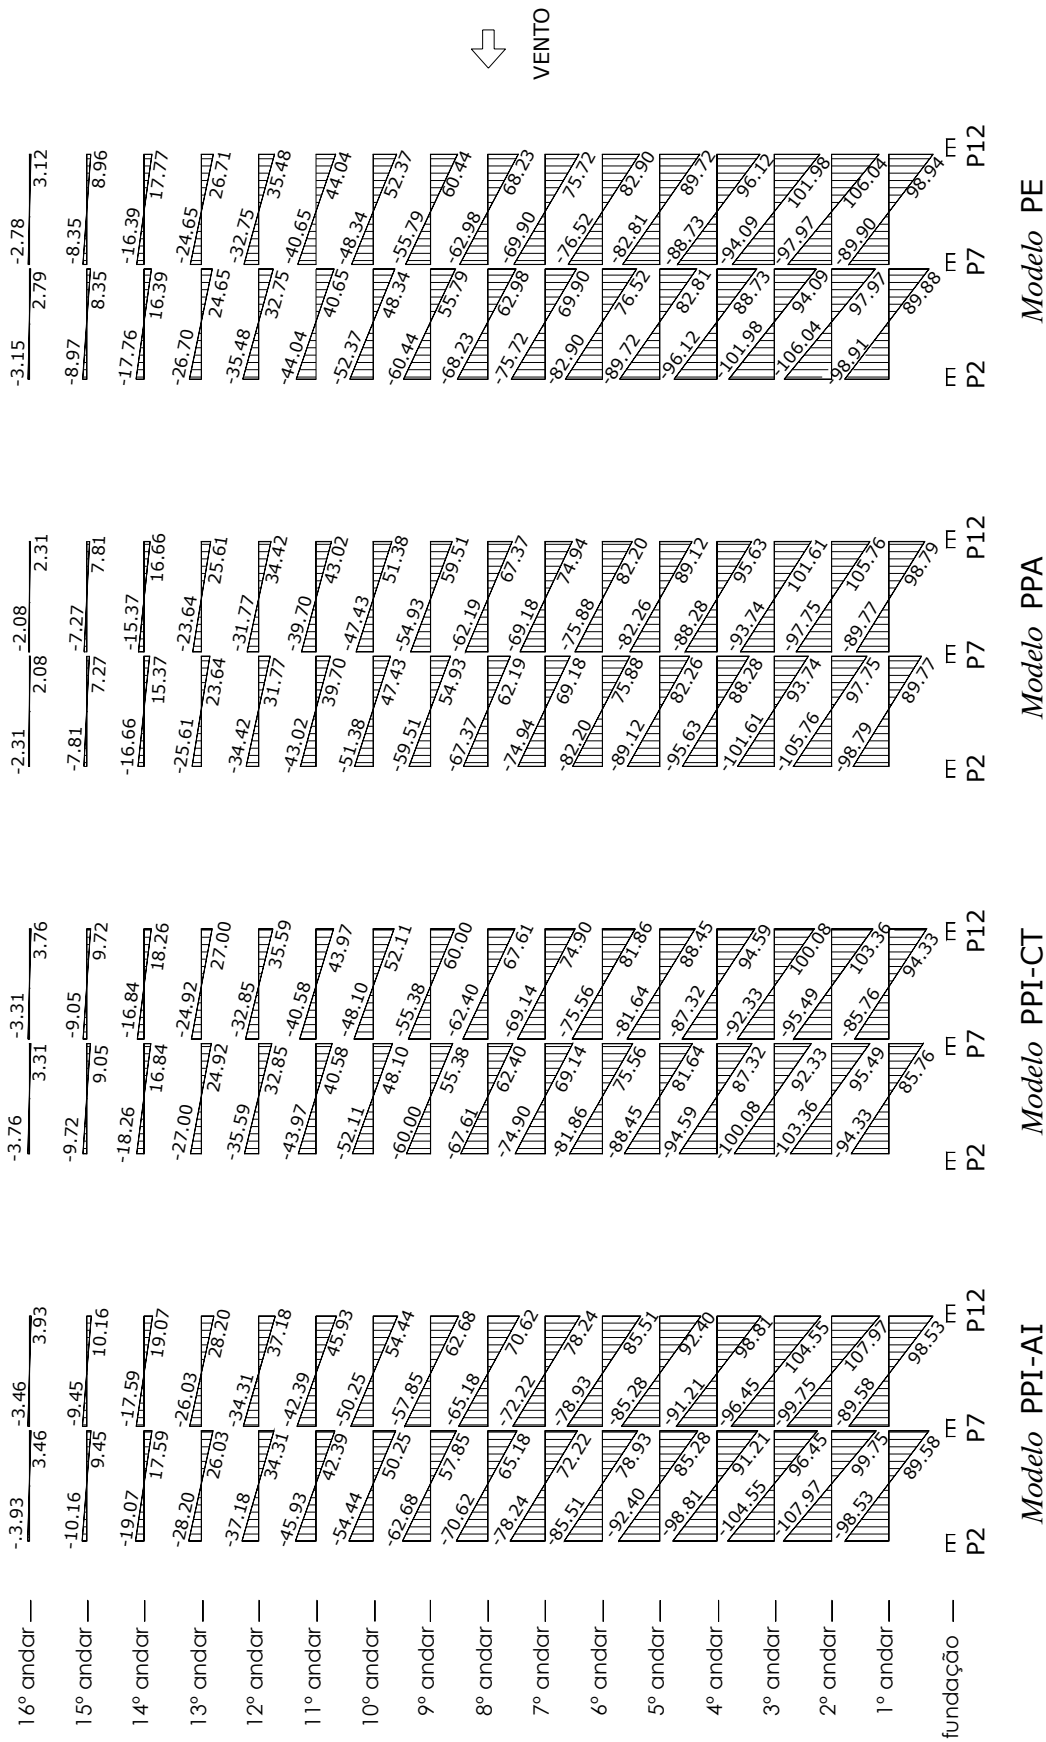 16º andar -3.93 3.46 -3.46 3.93 -3.76 3.31 -3.31 3.76 -2.31 2.08 -2.08 2.31 -3.15 2.79 -2.78 3.12
15º andar -10.16 9.45 -9.45 10.16 -9.72 9.05 -9.05 9.72 -7.81 7.27 -7.27 7.81 -8.97 8.35 -8.35 8.96
14º andar -19.07 17.59 -17.59 19.07 -18.26 16.84 -16.84 18.26 -16.66 15.37 -15.37 16.66 -17.76 16.39 -16.39 17.77
13º andar -28.20 26.03 -26.03 28.20 -27.00 24.92 -24.92 27.00 -25.61 23.64 -23.64 25.61 -26.70 24.65 -24.65 26.71
12º andar -37.18 34.31 -34.31 37.18 -35.59 32.85 -32.85 35.59 -34.42 31.77 -31.77 34.42 -35.48 32.75 -32.75 35.48
11º andar -45.93 42.39 -42.39 45.93 -43.97 40.58 -40.58 43.97 -43.02 39.70 -39.70 43.02 -44.04 40.65 -40.65 44.04
10º andar -54.44 50.25 -50.25 54.44 -52.11 48.10 -48.10 52.11 -51.38 47.43 -47.43 51.38 -52.37 48.34 -48.34 52.37
9º andar -62.68 57.85 -57.85 62.68 -60.00 55.38 -55.38 60.00 -59.51 54.93 -54.93 59.51 -60.44 55.79 -55.79 60.44
8º andar -70.62 65.18 -65.18 70.62 -67.61 62.40 -62.40 67.61 -67.37 62.19 -62.19 67.37 -68.23 62.98 -62.98 68.23
7º andar -78.24 72.22 -72.22 78.24 -74.90 69.14 -69.14 74.90 -74.94 69.18 -69.18 74.94 -75.72 69.90 -69.90 75.72
6º andar -85.51 78.93 -78.93 85.51 -81.86 75.56 -75.56 81.86 -82.20 75.88 -75.88 82.20 -82.90 76.52 -76.52 82.90
5º andar -92.40 85.28 -85.28 92.40 -88.45 81.64 -81.64 88.45 -89.12 82.26 -82.26 89.12 -89.72 82.81 -82.81 89.72
4º andar -98.81 91.21 -91.21 98.81 -94.59 87.32 -87.32 94.59 -95.63 88.28 -88.28 95.63 -96.12 88.73 -88.73 96.12
3º andar -104.55 96.45 -96.45 104.55 -100.08 92.33 -92.33 100.08 -101.61 93.74 -93.74 101.61 -101.98 94.09 -94.09 101.98
2º andar -107.97 99.75 -99.75 107.97 -103.36 95.49 -95.49 103.36 -105.76 97.75 -97.75 105.76 -106.04 97.97 -97.97 106.04
1º andar -98.53 89.58 -89.58 98.53 -94.33 85.76 -85.76 94.33 -98.79 89.77 -89.77 98.79 -98.91 89.88 -89.90 98.94
fundação E E E E E E E E E E E E
P2 P7 P12 P2 P7 P12 P2 P7 P12 P2 P7 P12
Modelo PPI-AI Modelo PPI-CT Modelo PPA Modelo PE
VENTO